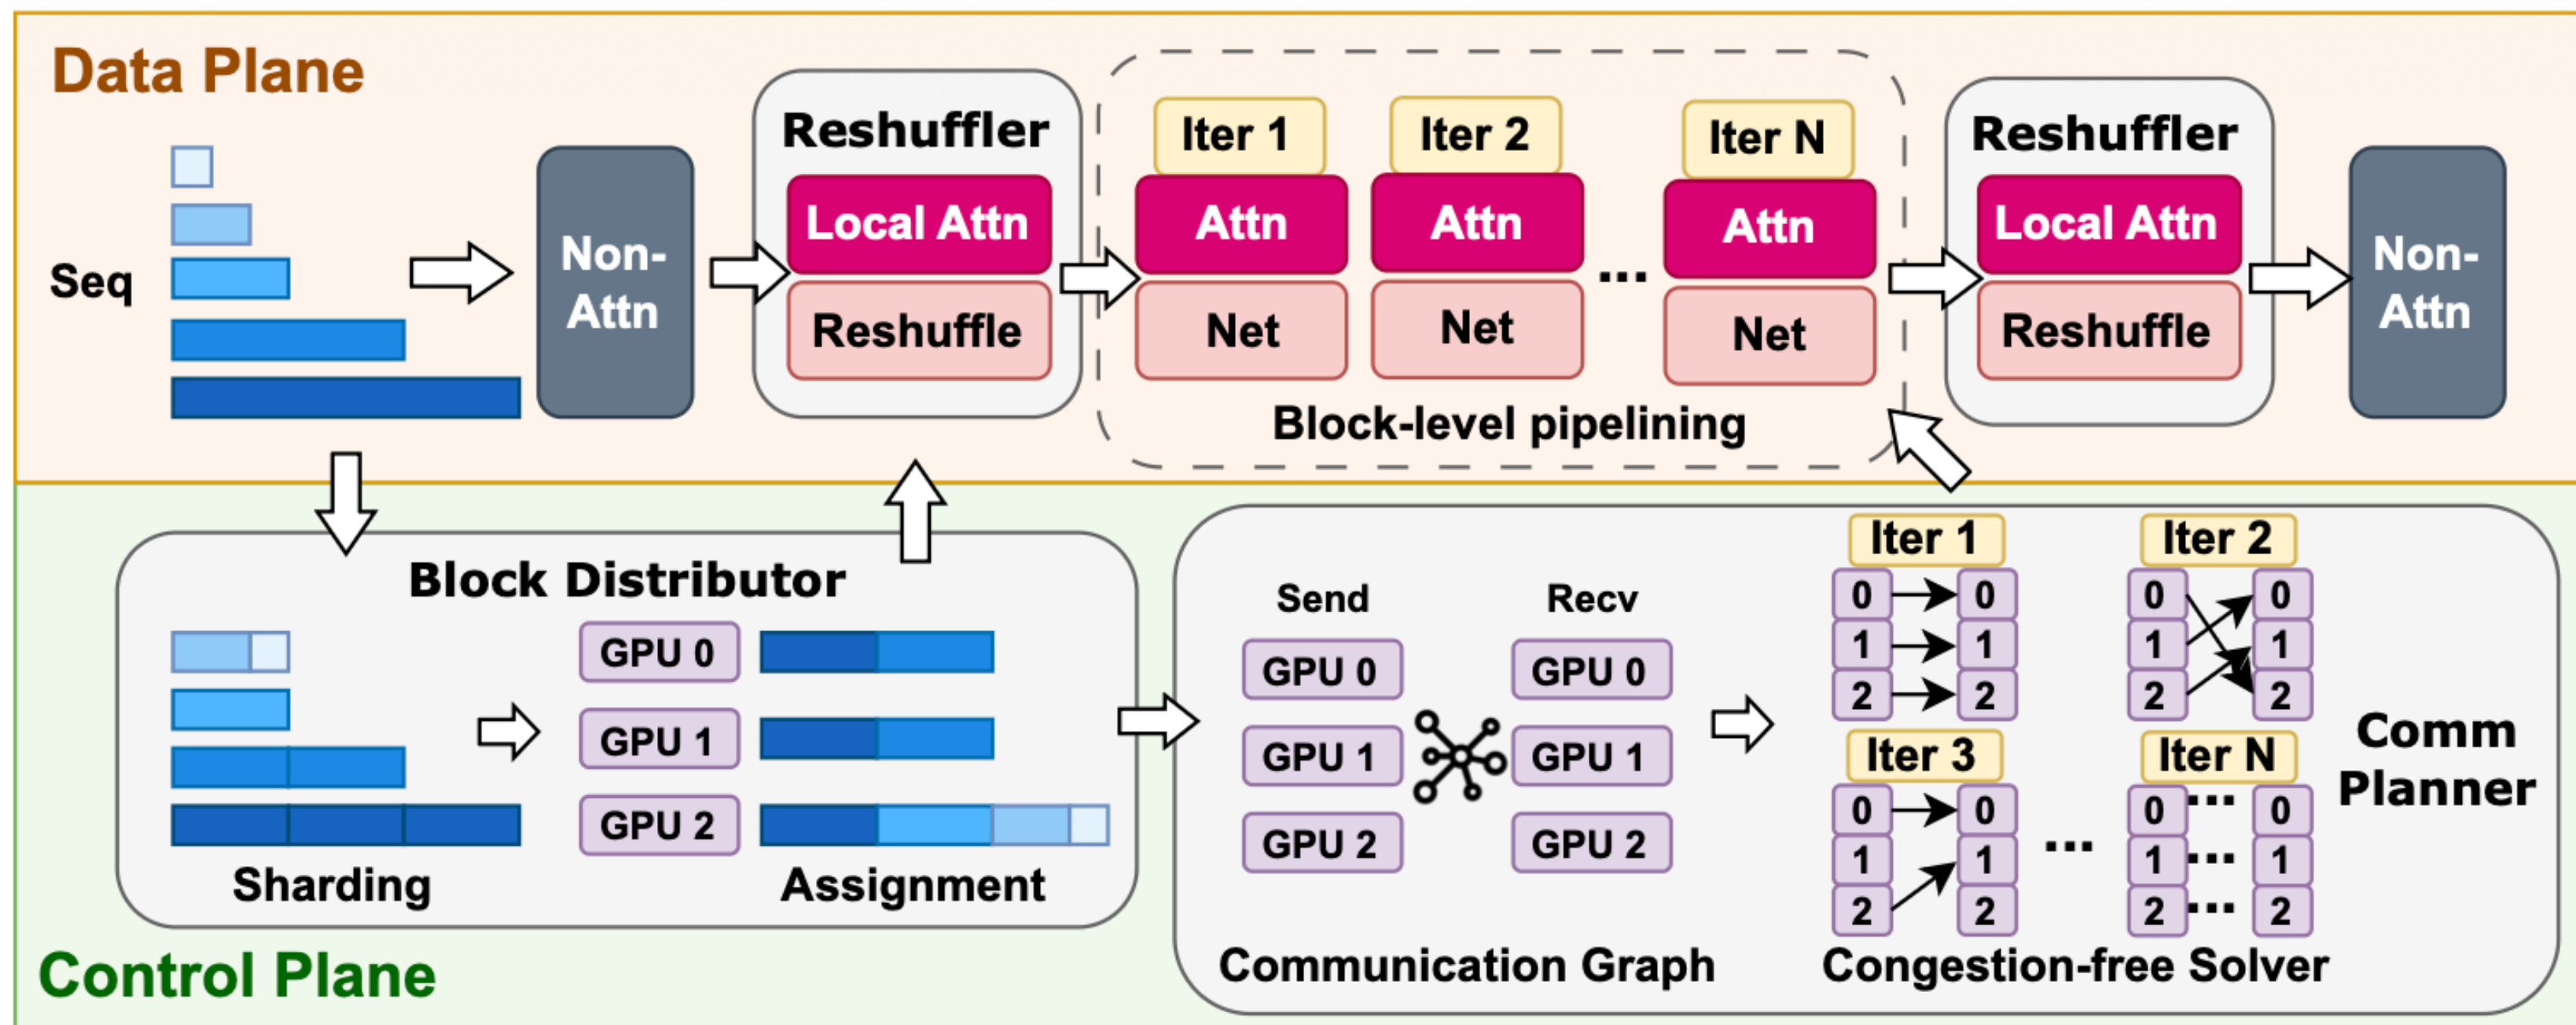 Data Plane
Seq
Non-
Attn
Reshuffler
Local Attn
Reshuffle
Iter 1
Attn
Net
Iter 2
Attn
Net
...
Iter N
Attn
Net
Block-level pipelining
Reshuffler
Local Attn
Reshuffle
Non-
Attn
Block Distributor
Sharding
GPU 0
GPU 1
GPU 2
Assignment
Control Plane
Send
GPU 0
GPU 1
GPU 2
Recv
GPU 0
GPU 1
GPU 2
Communication Graph
Iter 1
0 0
1 1
2 2
Iter 2
0 0
1 1
2 2
Iter 3
0 0
1 1
2 2
...
Iter N
0 ... 0
1 ... 1
2 ... 2
Congestion-free Solver
Comm
Planner